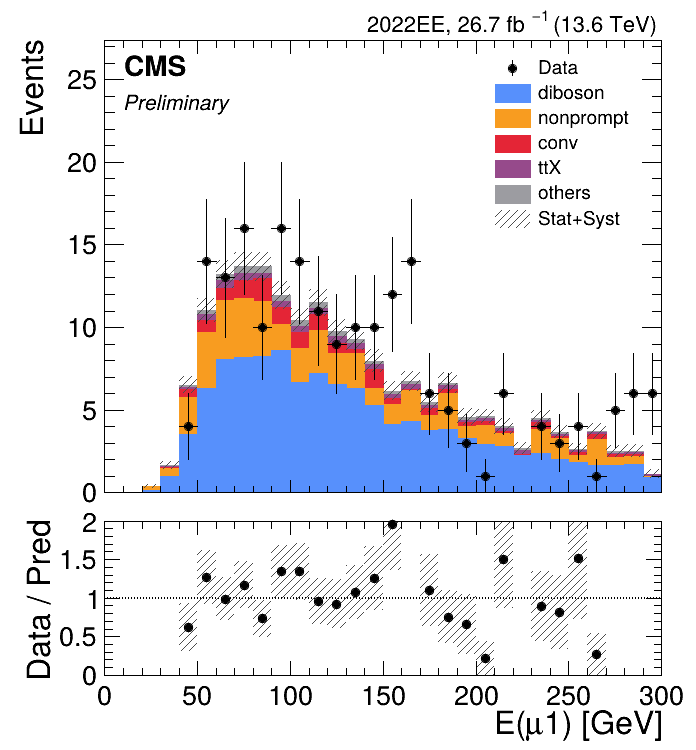 2022EE, 26.7 fb⁻¹ (13.6 TeV)
CMS
Preliminary
Events
25
20
15
10
5
0
Data
diboson
nonprompt
conv
ttX
others
Stat+Syst
Data / Pred
2
1.5
1
0.5
0
0 50 100 150 200 250 300
E(μ1) [GeV]